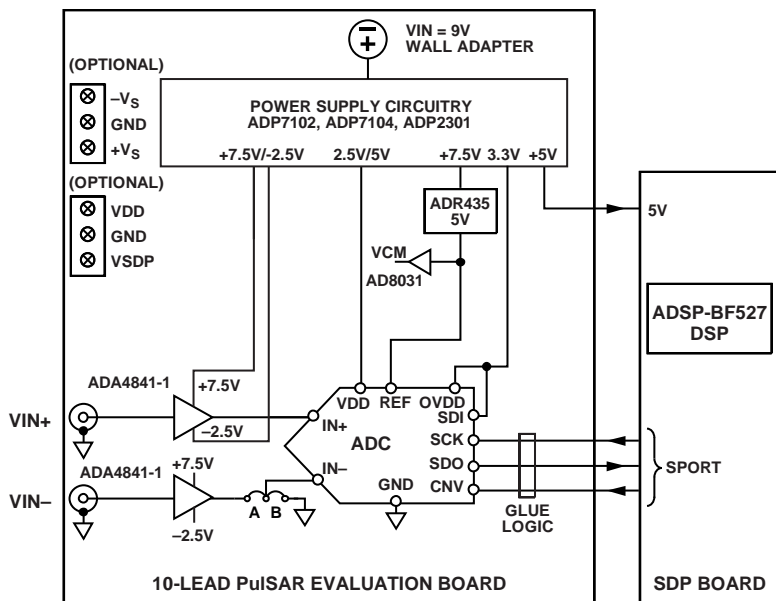 VIN = 9V
WALL ADAPTER
(OPTIONAL)
–VS
GND
+VS
POWER SUPPLY CIRCUITRY
ADP7102, ADP7104, ADP2301
+7.5V/-2.5V 2.5V/5V +7.5V 3.3V +5V
(OPTIONAL)
VDD
GND
VSDP
ADR435
5V
5V
VCM
AD8031
ADSP-BF527
DSP
ADA4841-1
+7.5V
–2.5V
VIN+
VDD REF OVDD
SDI
IN+
ADC
SCK
IN–
SDO
GND
CNV
ADA4841-1
+7.5V
VIN–
–2.5V
A B
GLUE
LOGIC
SPORT
10-LEAD PulSAR EVALUATION BOARD
SDP BOARD